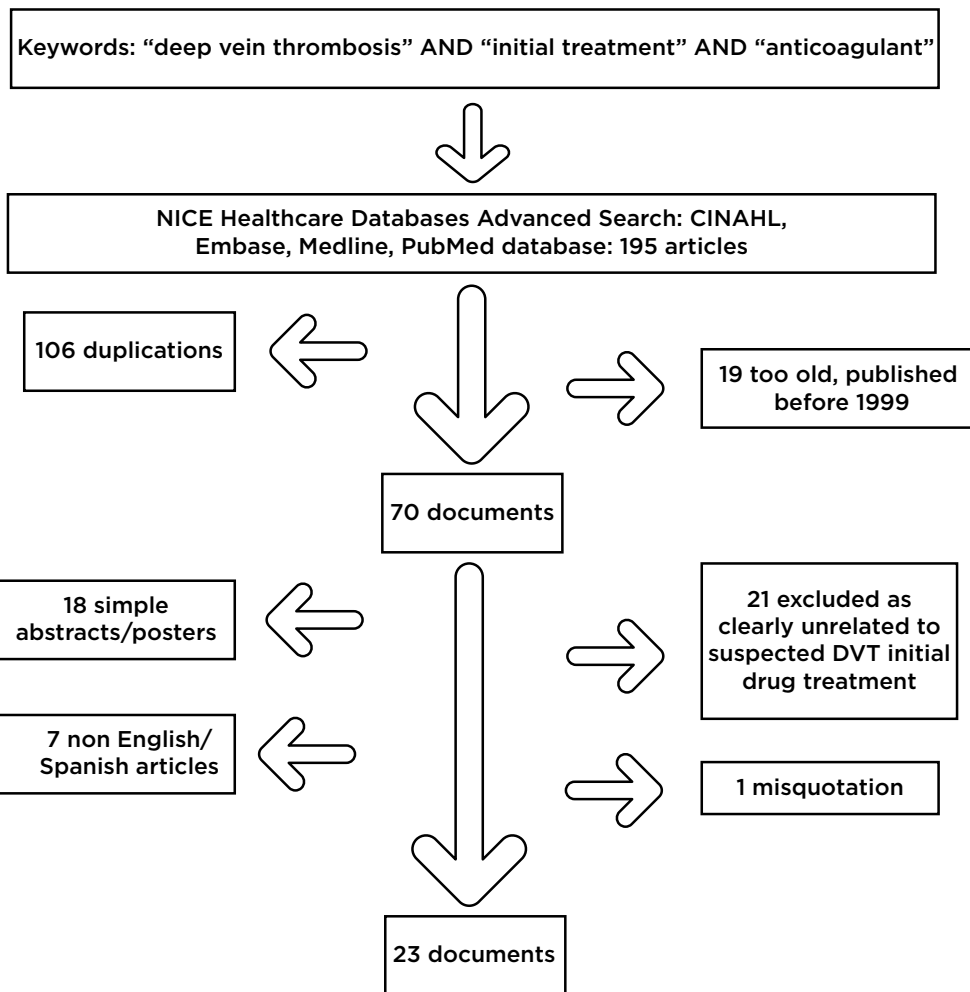 Keywords: “deep vein thrombosis” AND “initial treatment” AND “anticoagulant”
NICE Healthcare Databases Advanced Search: CINAHL,
Embase, Medline, PubMed database: 195 articles
106 duplications
19 too old, published
before 1999
70 documents
18 simple
abstracts/posters
21 excluded as
clearly unrelated to
suspected DVT initial
drug treatment
7 non English/
Spanish articles
1 misquotation
23 documents